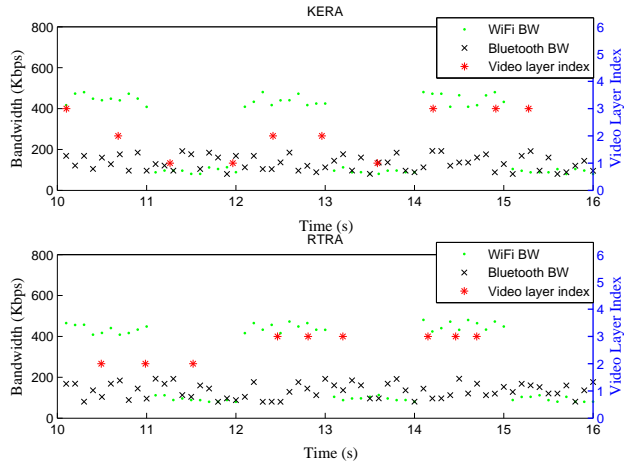 KERA
Bandwidth (Kbps)
800
600
400
200
0
10
11
12
13
14
15
16
Time (s)
6
5
4
3
2
1
0
Video Layer Index
WiFi BW
Bluetooth BW
Video layer index
RTRA
Bandwidth (Kbps)
800
600
400
200
0
10
11
12
13
14
15
16
Time (s)
6
5
4
3
2
1
0
Video Layer Index
WiFi BW
Bluetooth BW
Video layer index